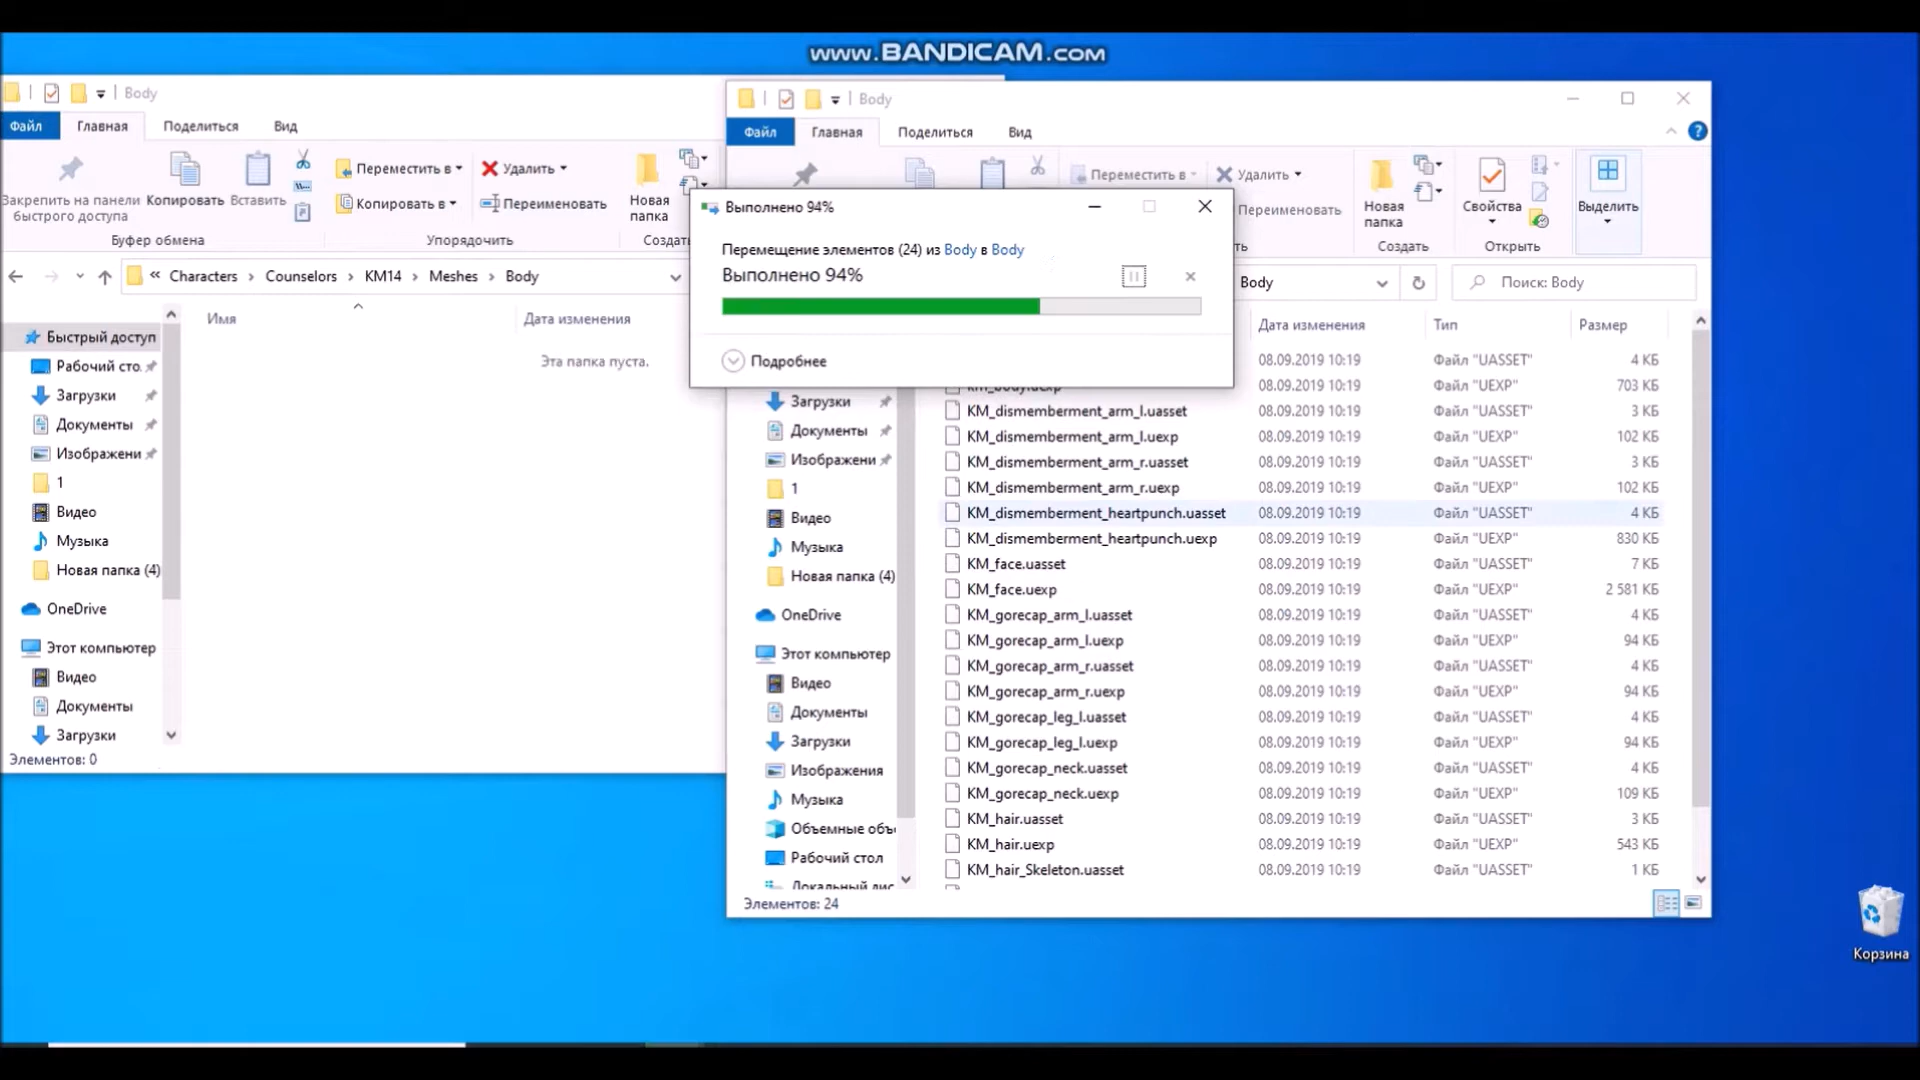 www.BANDICAM.com
Body
Файл
Главная
Поделиться
Вид
Закрепить на панели быстрого доступа
Копировать
Вставить
Переместить в
Копировать в
Удалить
Переименовать
Новая папка
Буфер обмена
Упорядочить
« Characters › Counselors › KM14 › Meshes › Body
Имя
Дата изменения
Эта папка пуста.
Быстрый доступ
Рабочий сто
Загрузки
Документы
Изображени
1
Видео
Музыка
Новая папка (4)
OneDrive
Этот компьютер
Видео
Документы
Загрузки
Элементов: 0
Body
Файл
Главная
Поделиться
Вид
Переместить в
Удалить
Переименовать
Новая папка
Свойства
Выделить
Создать
Открыть
Выполнено 94%
Перемещение элементов (24) из Body в Body
Выполнено 94%
Подробнее
Body
Поиск: Body
Дата изменения
Тип
Размер
08.09.2019 10:19 Файл "UASSET" 4 КБ
08.09.2019 10:19 Файл "UEXP" 703 КБ
KM_dismemberment_arm_l.uasset 08.09.2019 10:19 Файл "UASSET" 3 КБ
KM_dismemberment_arm_l.uexp 08.09.2019 10:19 Файл "UEXP" 102 КБ
KM_dismemberment_arm_r.uasset 08.09.2019 10:19 Файл "UASSET" 3 КБ
KM_dismemberment_arm_r.uexp 08.09.2019 10:19 Файл "UEXP" 102 КБ
KM_dismemberment_heartpunch.uasset 08.09.2019 10:19 Файл "UASSET" 4 КБ
KM_dismemberment_heartpunch.uexp 08.09.2019 10:19 Файл "UEXP" 830 КБ
KM_face.uasset 08.09.2019 10:19 Файл "UASSET" 7 КБ
KM_face.uexp 08.09.2019 10:19 Файл "UEXP" 2 581 КБ
KM_gorecap_arm_l.uasset 08.09.2019 10:19 Файл "UASSET" 4 КБ
KM_gorecap_arm_l.uexp 08.09.2019 10:19 Файл "UEXP" 94 КБ
KM_gorecap_arm_r.uasset 08.09.2019 10:19 Файл "UASSET" 4 КБ
KM_gorecap_arm_r.uexp 08.09.2019 10:19 Файл "UEXP" 94 КБ
KM_gorecap_leg_l.uasset 08.09.2019 10:19 Файл "UASSET" 4 КБ
KM_gorecap_leg_l.uexp 08.09.2019 10:19 Файл "UEXP" 94 КБ
KM_gorecap_neck.uasset 08.09.2019 10:19 Файл "UASSET" 4 КБ
KM_gorecap_neck.uexp 08.09.2019 10:19 Файл "UEXP" 109 КБ
KM_hair.uasset 08.09.2019 10:19 Файл "UASSET" 3 КБ
KM_hair.uexp 08.09.2019 10:19 Файл "UEXP" 543 КБ
KM_hair_Skeleton.uasset 08.09.2019 10:19 Файл "UASSET" 1 КБ
Загрузки
Документы
Изображени
1
Видео
Музыка
Новая папка (4)
OneDrive
Этот компьютер
Видео
Документы
Загрузки
Изображения
Музыка
Объемные объ
Рабочий стол
Локальный дис
Элементов: 24
Корзина